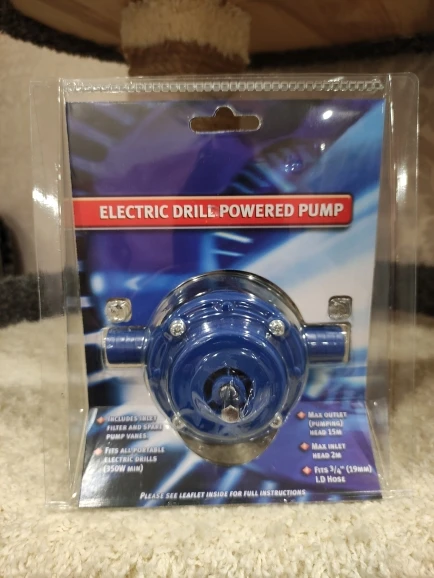 ELECTRIC DRILL POWERED PUMP
INCLUDES INLET
FILTER AND SPARE
PUMP VANES
FITS ALL PORTABLE
ELECTRIC DRILLS
(350W MIN)
MAX OUTLET
(PUMPING)
HEAD 15M
MAX INLET
HEAD 2M
FITS 3/4" (19MM)
I.D HOSE
PLEASE SEE LEAFLET INSIDE FOR FULL INSTRUCTIONS